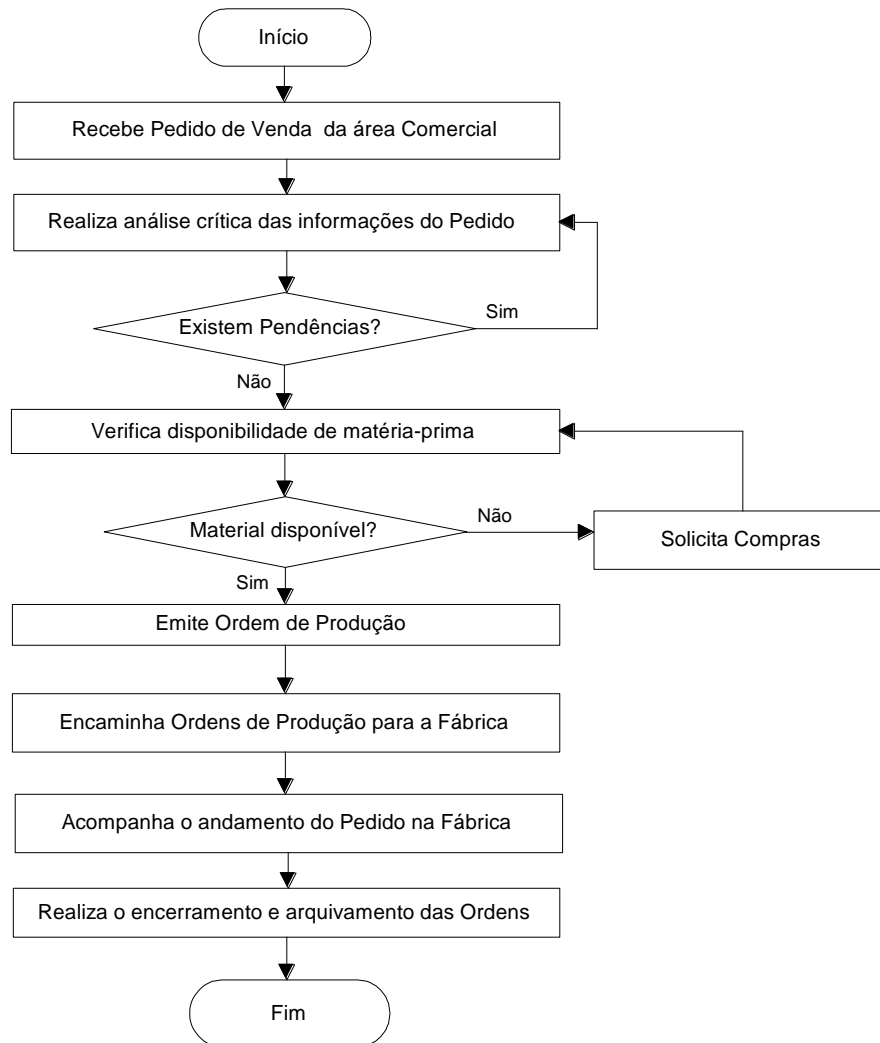 Início
Recebe Pedido de Venda da área Comercial
Realiza análise crítica das informações do Pedido
Existem Pendências?
Sim
Não
Verifica disponibilidade de matéria-prima
Material disponível?
Não
Solicita Compras
Sim
Emite Ordem de Produção
Encaminha Ordens de Produção para a Fábrica
Acompanha o andamento do Pedido na Fábrica
Realiza o encerramento e arquivamento das Ordens
Fim